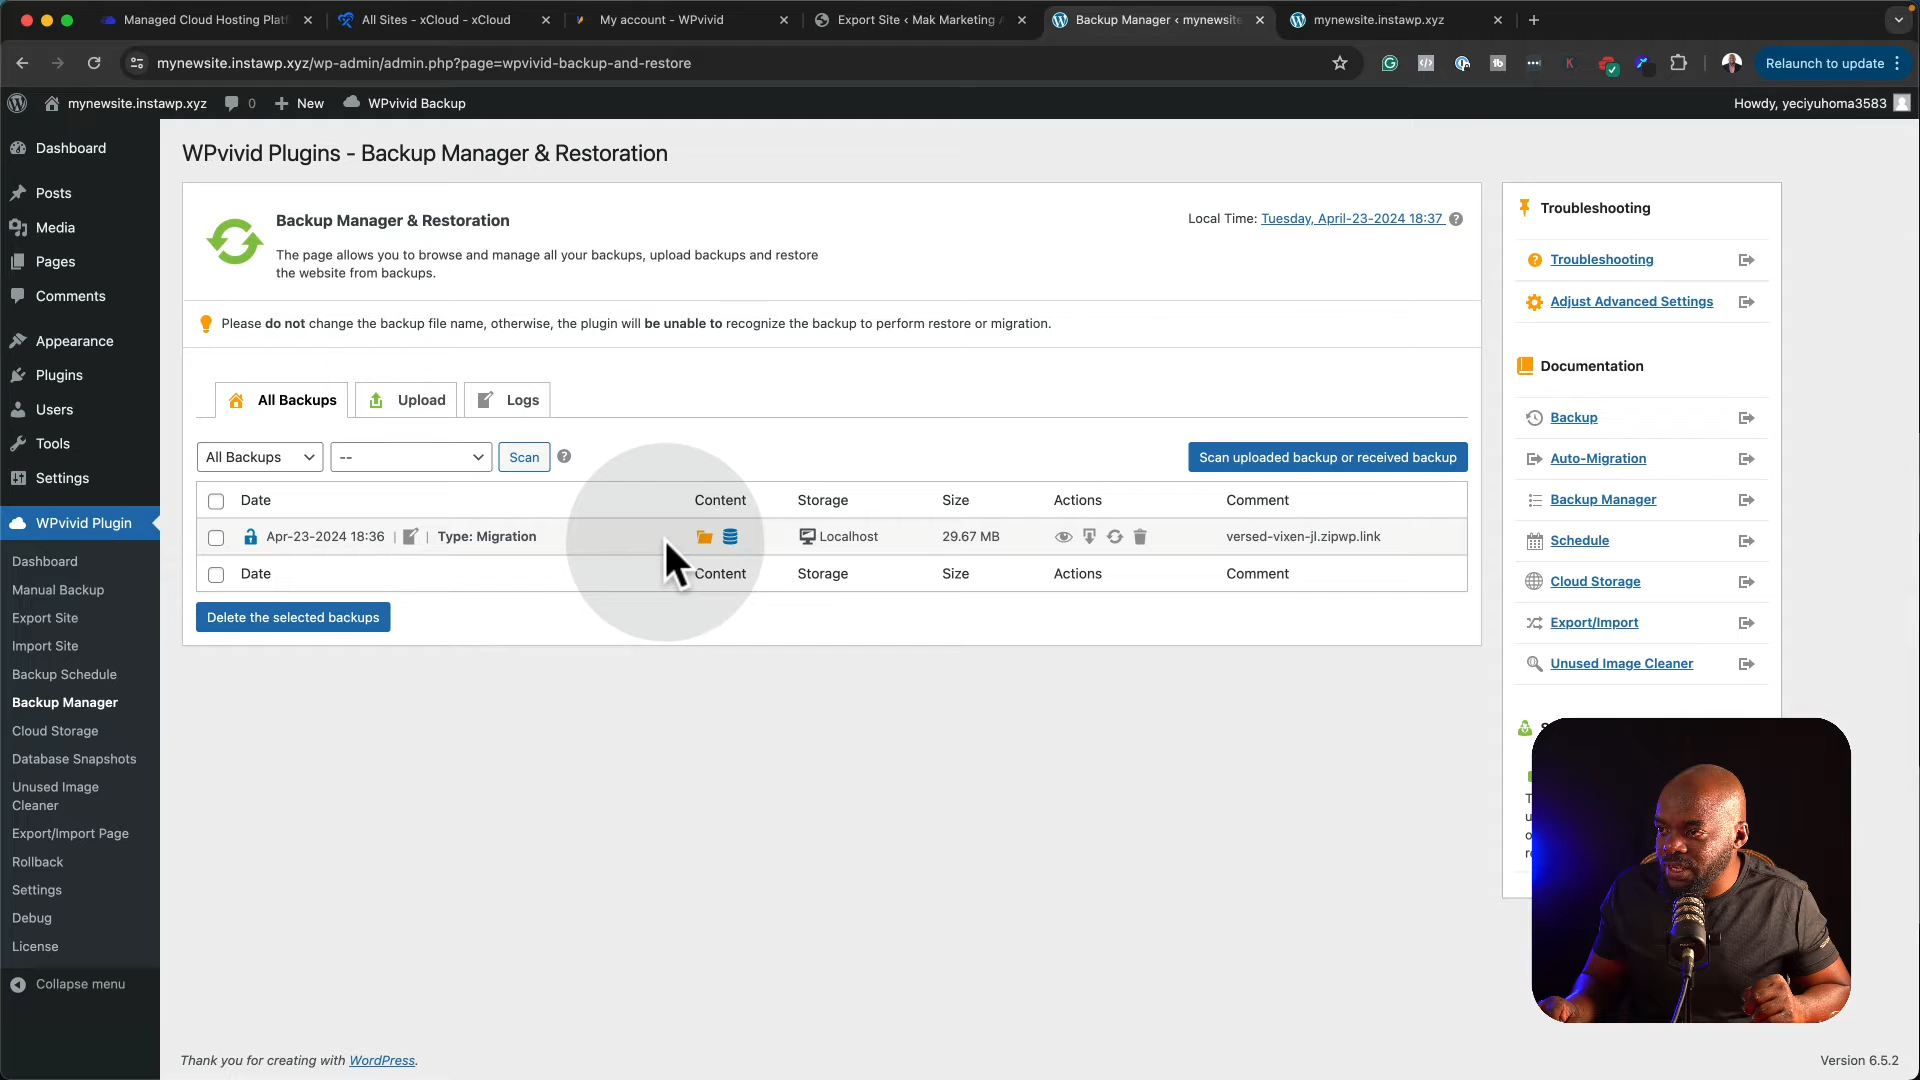 Managed Cloud Hosting Platf
All Sites - xCloud - xCloud
My account - WPvivid
Export Site ‹ Mak Marketing A
Backup Manager ‹ mynewsite
mynewsite.instawp.xyz
mynewsite.instawp.xyz/wp-admin/admin.php?page=wpvivid-backup-and-restore
Relaunch to update
mynewsite.instawp.xyz
0
New
WPvivid Backup
Howdy, yeciyuhoma3583
Dashboard
Posts
Media
Pages
Comments
Appearance
Plugins
Users
Tools
Settings
WPvivid Plugin
Dashboard
Manual Backup
Export Site
Import Site
Backup Schedule
Backup Manager
Cloud Storage
Database Snapshots
Unused Image
Cleaner
Export/Import Page
Rollback
Settings
Debug
License
Collapse menu
WPvivid Plugins - Backup Manager & Restoration
Backup Manager & Restoration
The page allows you to browse and manage all your backups, upload backups and restore
the website from backups.
Local Time: Tuesday, April-23-2024 18:37
Please do not change the backup file name, otherwise, the plugin will be unable to recognize the backup to perform restore or migration.
All Backups
Upload
Logs
All Backups
--
Scan
Scan uploaded backup or received backup
Date Content Storage Size Actions Comment
Apr-23-2024 18:36 | | Type: Migration Localhost 29.67 MB versed-vixen-jl.zipwp.link
Date Content Storage Size Actions Comment
Delete the selected backups
Troubleshooting
Troubleshooting
Adjust Advanced Settings
Documentation
Backup
Auto-Migration
Backup Manager
Schedule
Cloud Storage
Export/Import
Unused Image Cleaner
Thank you for creating with WordPress.
Version 6.5.2